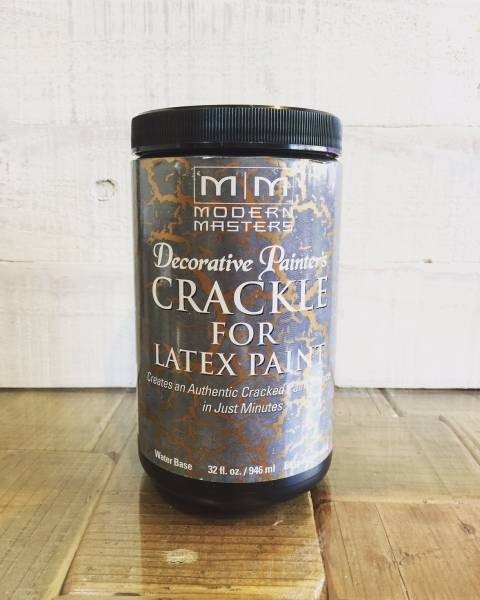 M|M
MODERN
MASTERS
Decorative Painter's
CRACKLE
FOR
LATEX PAINT
Creates an Authentic Cracked
in Just Minutes
Water Base 32 fl. oz. / 946 ml